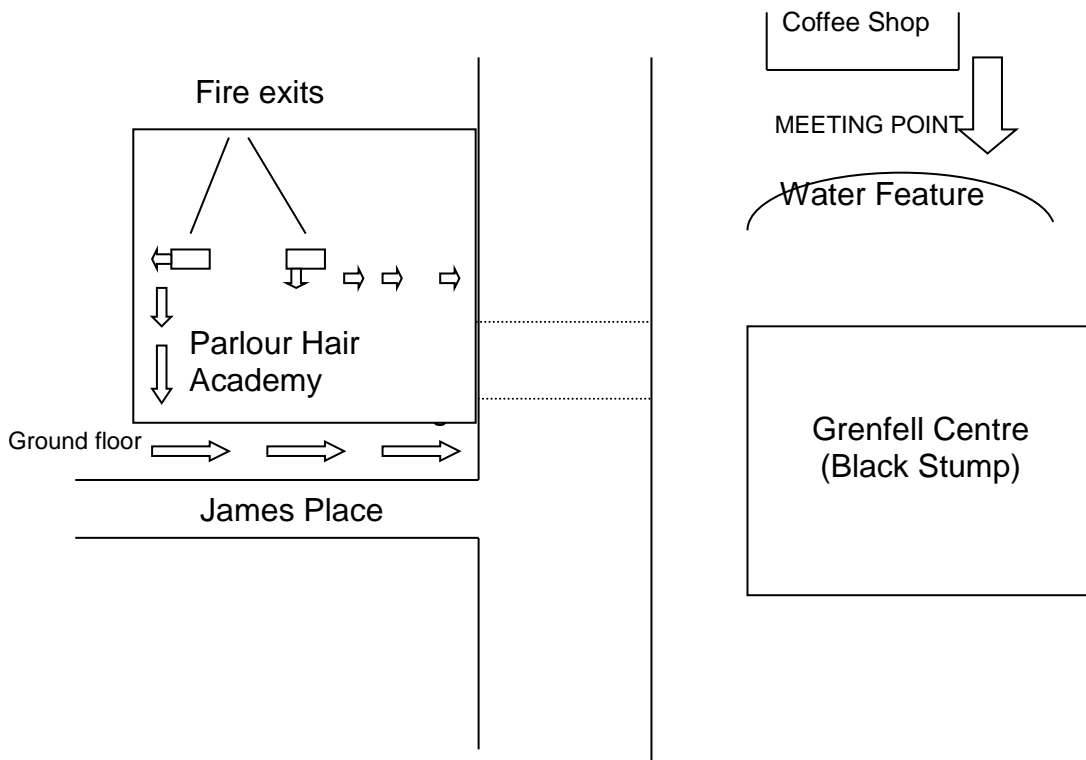 Coffee Shop
Fire exits
MEETING POINT
Water Feature
Parlour Hair
Academy
Ground floor
Grenfell Centre
(Black Stump)
James Place